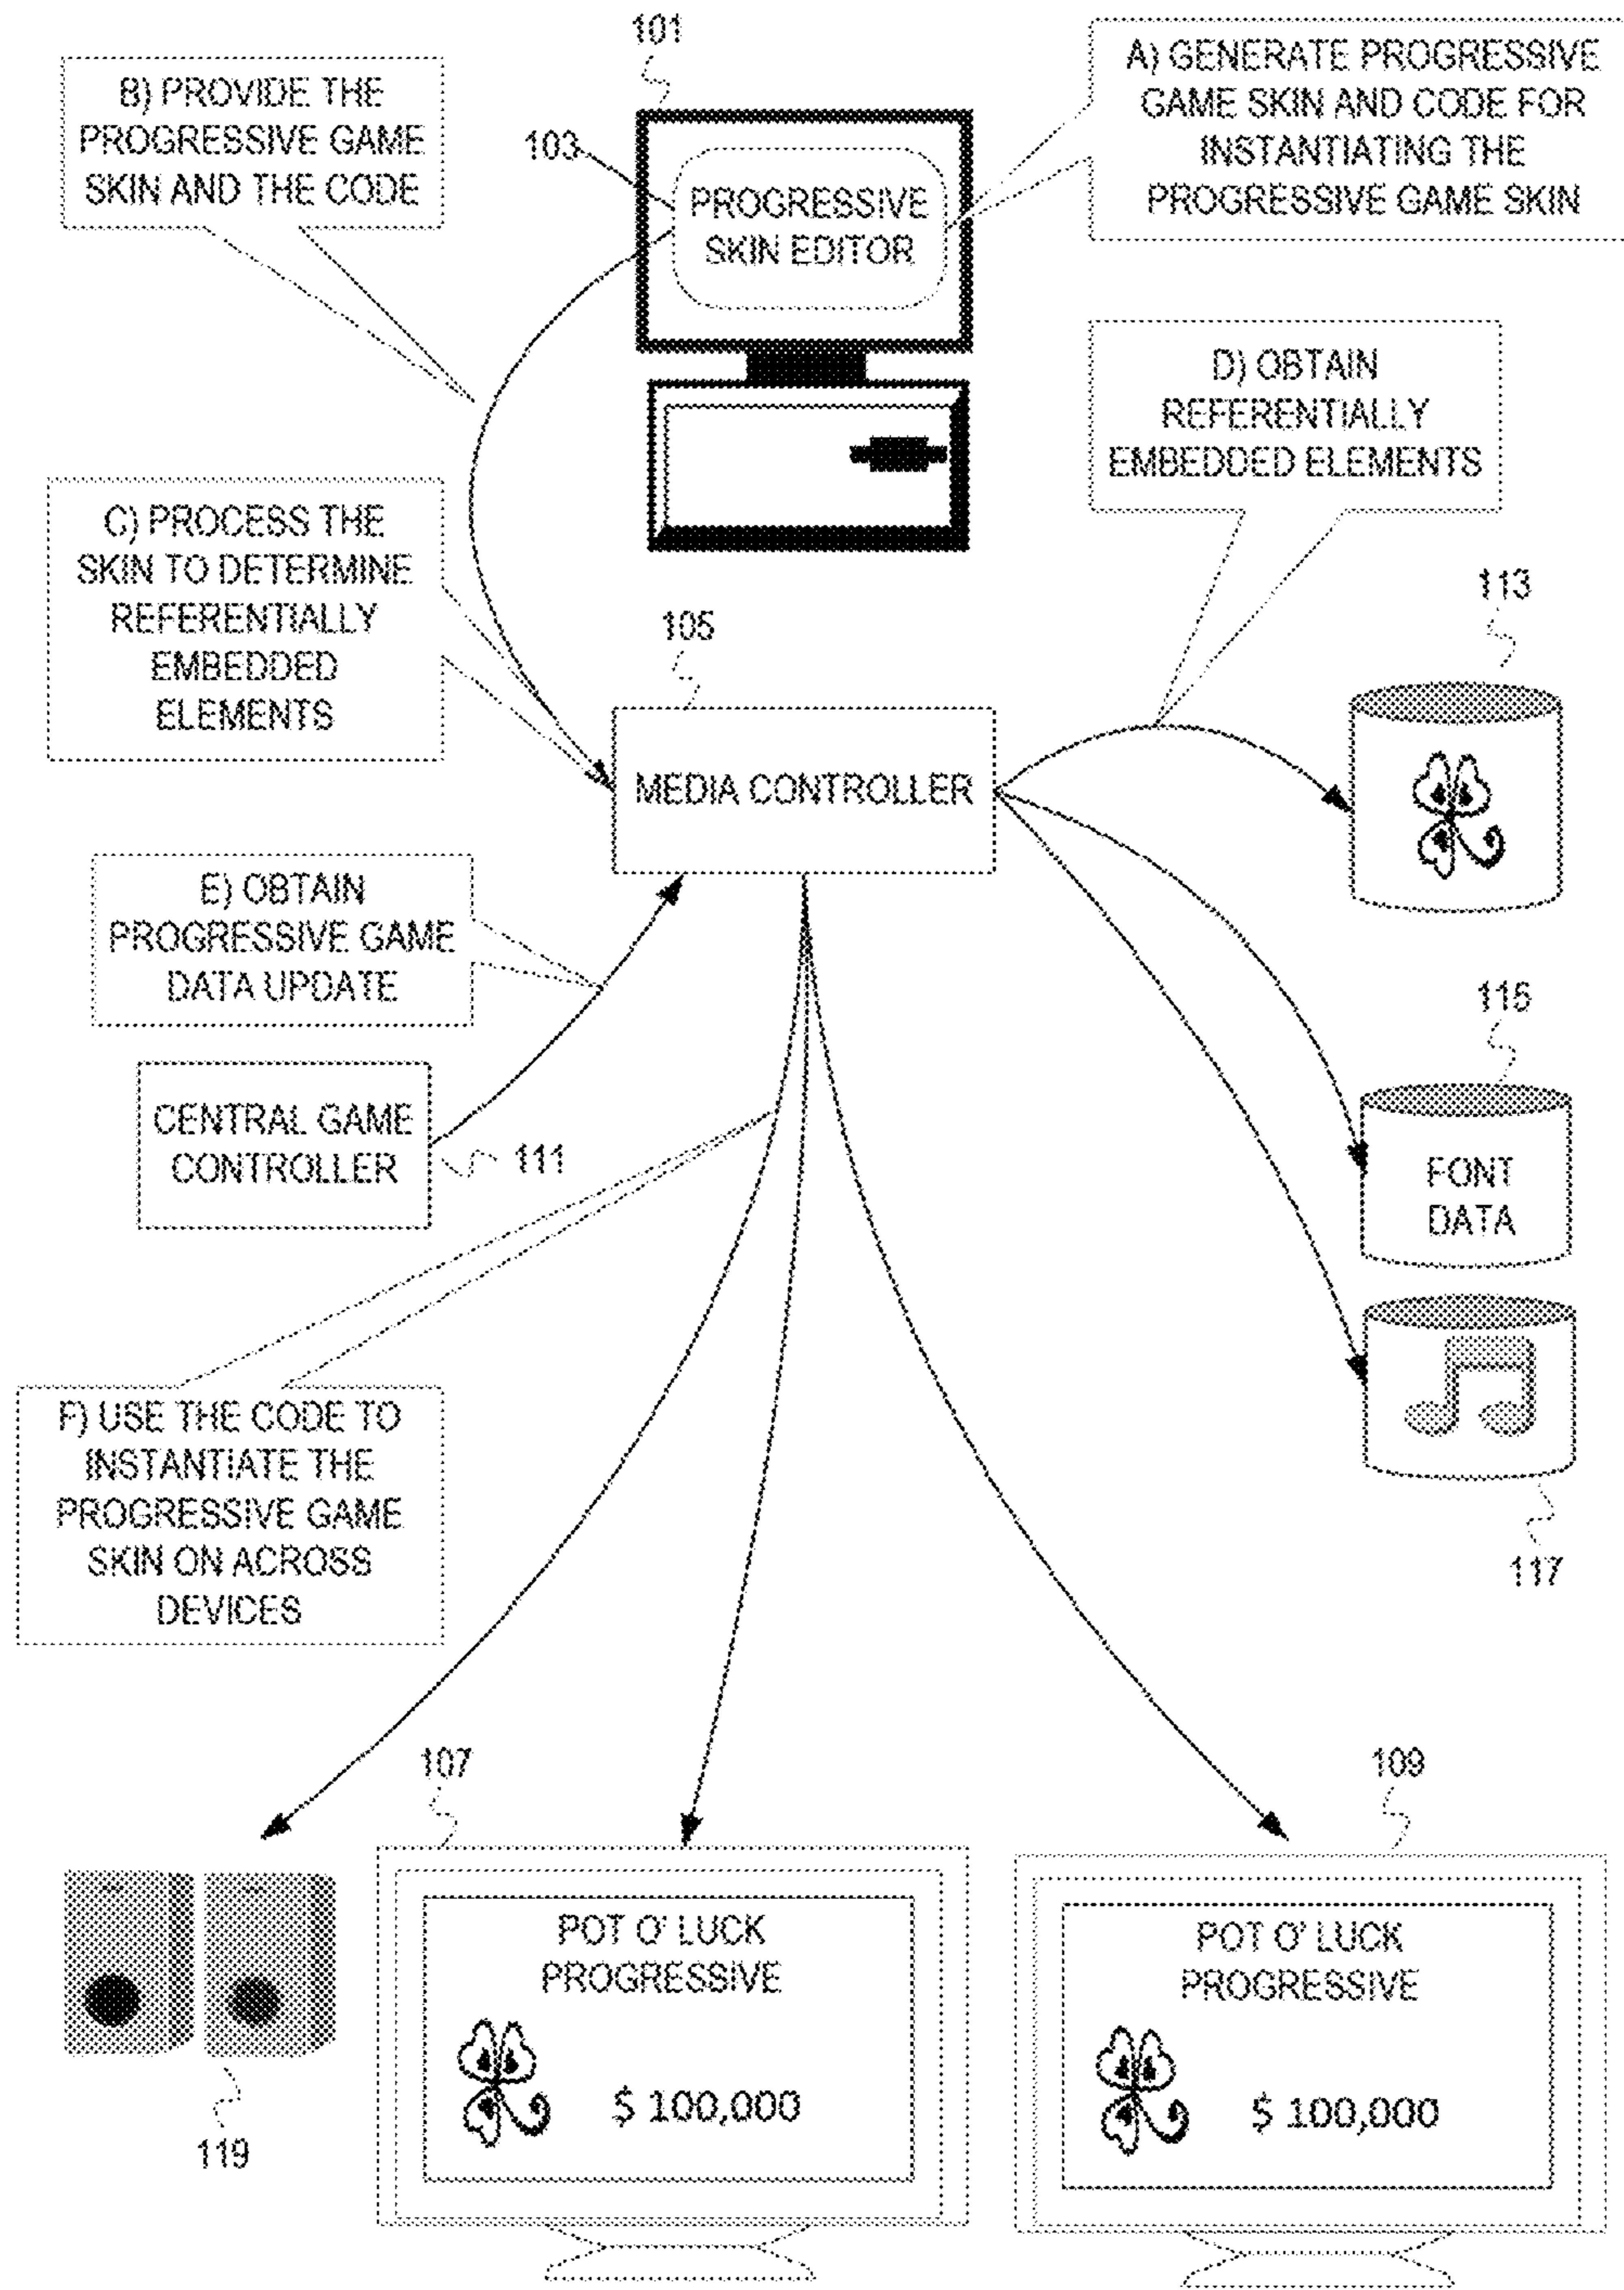 101
A) GENERATE PROGRESSIVE
GAME SKIN AND CODE FOR
INSTANTIATING THE
PROGRESSIVE GAME SKIN
B) PROVIDE THE
PROGRESSIVE GAME
SKIN AND THE CODE
103
PROGRESSIVE
SKIN EDITOR
D) OBTAIN
REFERENTIALLY
EMBEDDED ELEMENTS
C) PROCESS THE
SKIN TO DETERMINE
REFERENTIALLY
EMBEDDED
ELEMENTS
105
113
MEDIA CONTROLLER
E) OBTAIN
PROGRESSIVE GAME
DATA UPDATE
115
CENTRAL GAME
CONTROLLER
111
FONT
DATA
F) USE THE CODE TO
INSTANTIATE THE
PROGRESSIVE GAME
SKIN ON ACROSS
DEVICES
117
107
109
POT O' LUCK
PROGRESSIVE
$ 100,000
POT O' LUCK
PROGRESSIVE
$ 100,000
119